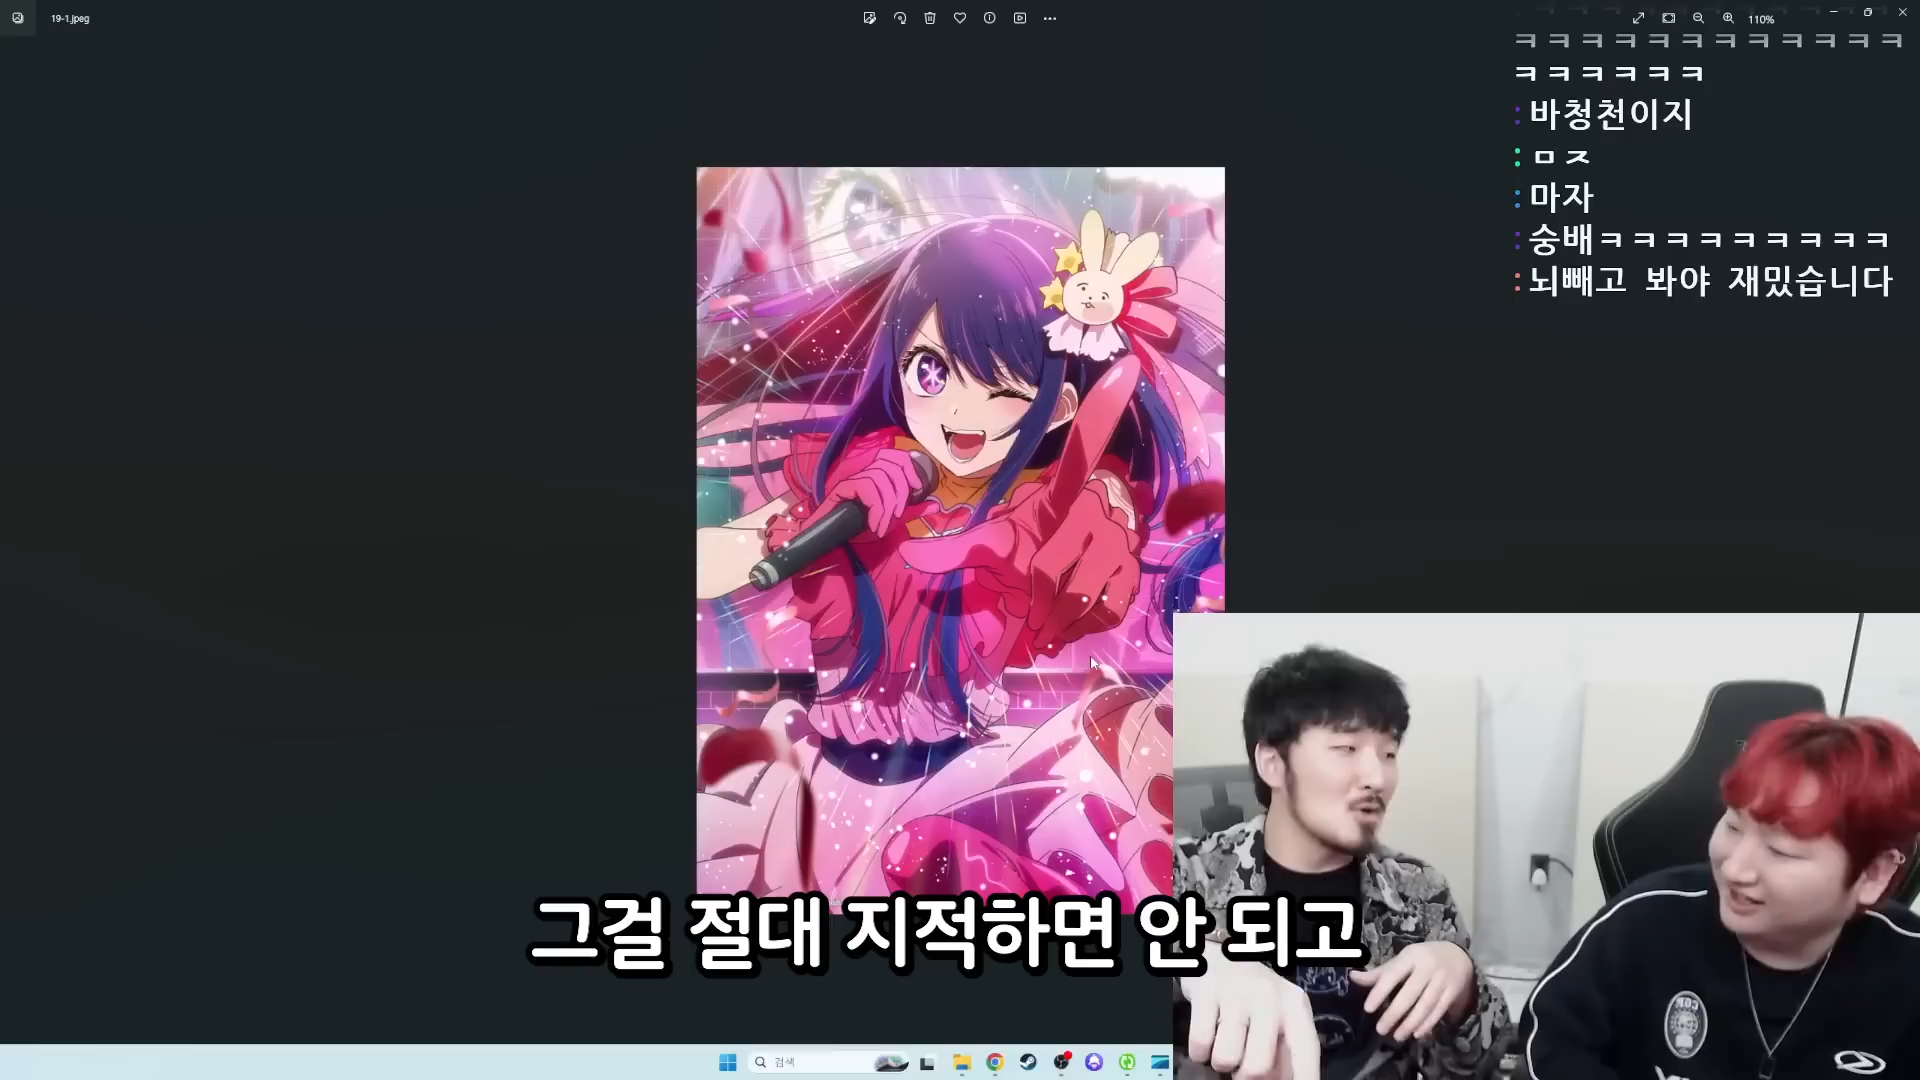 19-1.jpeg
110%
ㅋㅋㅋㅋㅋㅋㅋㅋㅋㅋㅋㅋ
ㅋㅋㅋㅋㅋㅋ
: 바청천이지
: ㅁㅈ
: 마자
: 숭배ㅋㅋㅋㅋㅋㅋㅋㅋㅋ
: 뇌빼고 봐야 재밌습니다
그걸 절대 지적하면 안 되고
검색